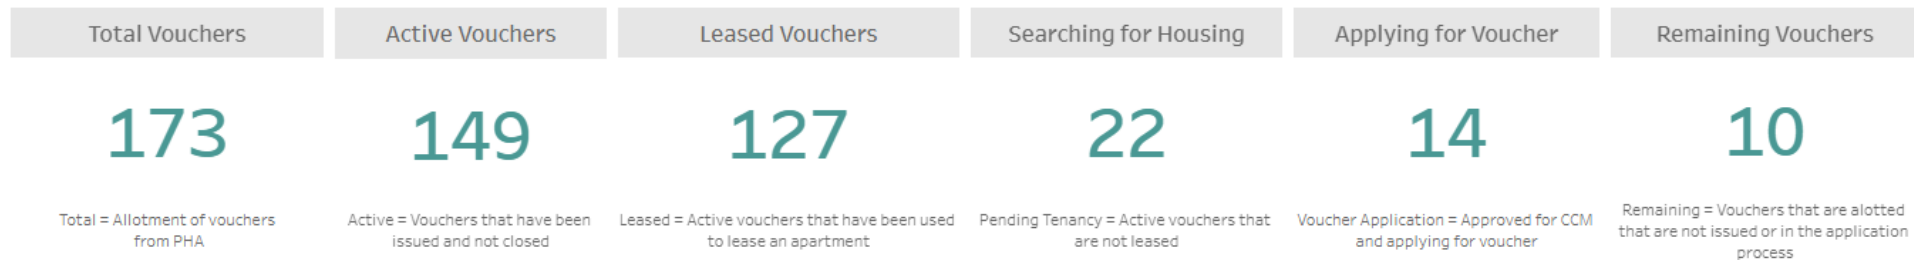 Total Vouchers
Active Vouchers
Leased Vouchers
Searching for Housing
Applying for Voucher
Remaining Vouchers
173
149
127
22
14
10
Total = Allotment of vouchers
from PHA
Active = Vouchers that have been
issued and not closed
Leased = Active vouchers that have been used
to lease an apartment
Pending Tenancy = Active vouchers that
are not leased
Voucher Application = Approved for CCM
and applying for voucher
Remaining = Vouchers that are alotted
that are not issued or in the application
process